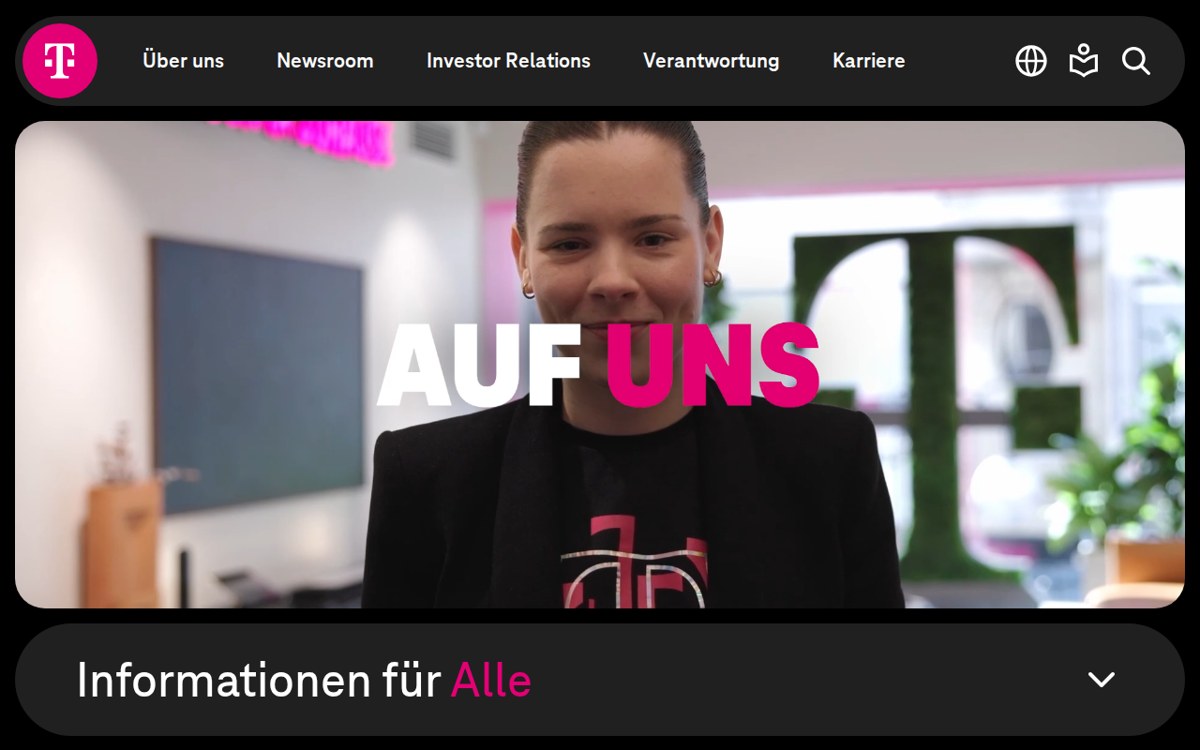 Über uns
Newsroom
Investor Relations
Verantwortung
Karriere
AUF UNS
Informationen für Alle